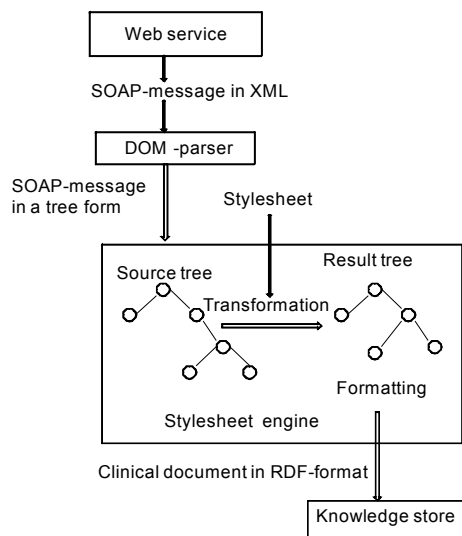 Web service
SOAP-message in XML
DOM -parser
SOAP-message
in a tree form
Stylesheet
Source tree
Result tree
Transformation
Formatting
Stylesheet engine
Clinical document in RDF-format
Knowledge store